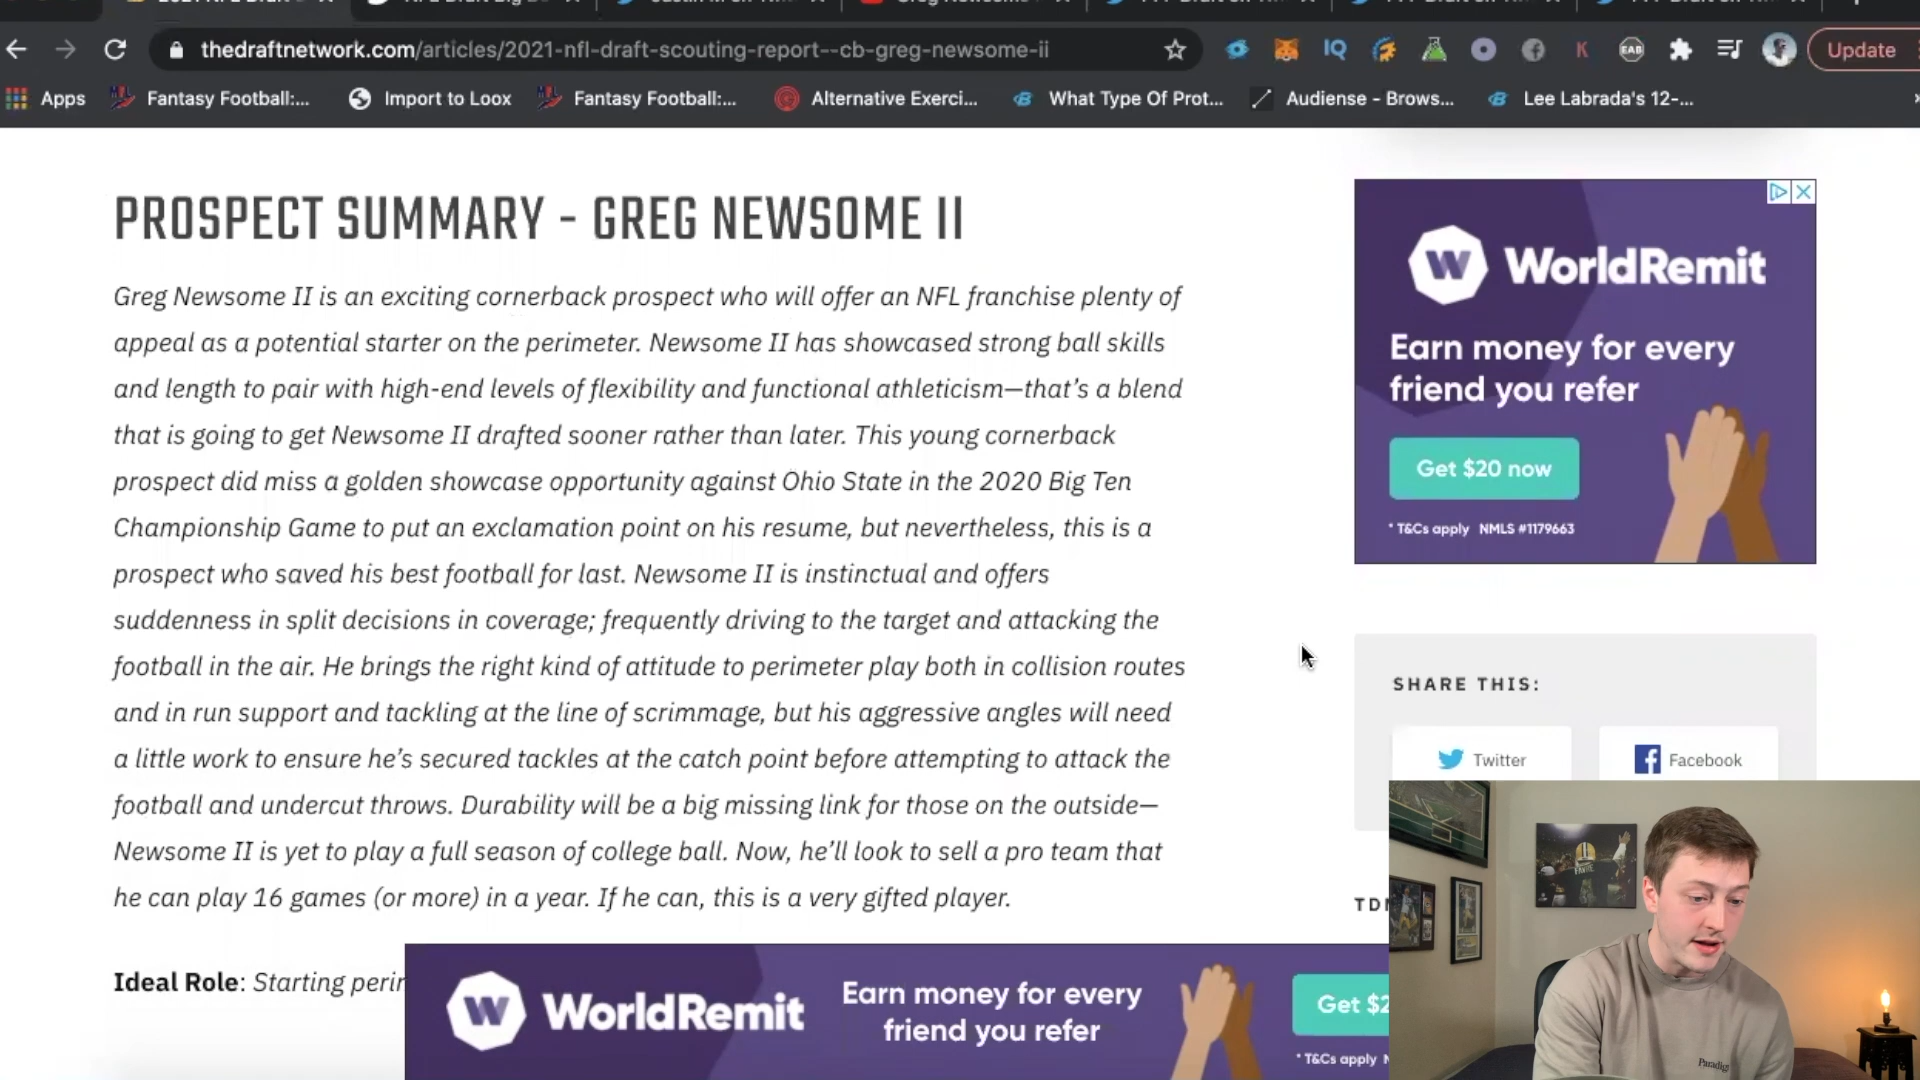 thedraftnetwork.com/articles/2021-nfl-draft-scouting-report--cb-greg-newsome-ii
IQ
K
EAB
Update
Apps
Fantasy Football:...
Import to Loox
Fantasy Football:...
Alternative Exerci...
What Type Of Prot...
Audiense - Brows...
Lee Labrada's 12-...
PROSPECT SUMMARY - GREG NEWSOME II
Greg Newsome II is an exciting cornerback prospect who will offer an NFL franchise plenty of
appeal as a potential starter on the perimeter. Newsome II has showcased strong ball skills
and length to pair with high-end levels of flexibility and functional athleticism—that's a blend
that is going to get Newsome II drafted sooner rather than later. This young cornerback
prospect did miss a golden showcase opportunity against Ohio State in the 2020 Big Ten
Championship Game to put an exclamation point on his resume, but nevertheless, this is a
prospect who saved his best football for last. Newsome II is instinctual and offers
suddenness in split decisions in coverage; frequently driving to the target and attacking the
football in the air. He brings the right kind of attitude to perimeter play both in collision routes
and in run support and tackling at the line of scrimmage, but his aggressive angles will need
a little work to ensure he's secured tackles at the catch point before attempting to attack the
football and undercut throws. Durability will be a big missing link for those on the outside—
Newsome II is yet to play a full season of college ball. Now, he'll look to sell a pro team that
he can play 16 games (or more) in a year. If he can, this is a very gifted player.
Ideal Role: Starting perir
W WorldRemit
Earn money for every
friend you refer
Get $20 now
* T&Cs apply NMLS #1179663
SHARE THIS:
Twitter
Facebook
W WorldRemit
Earn money for every
friend you refer
Get $2
* T&Cs apply